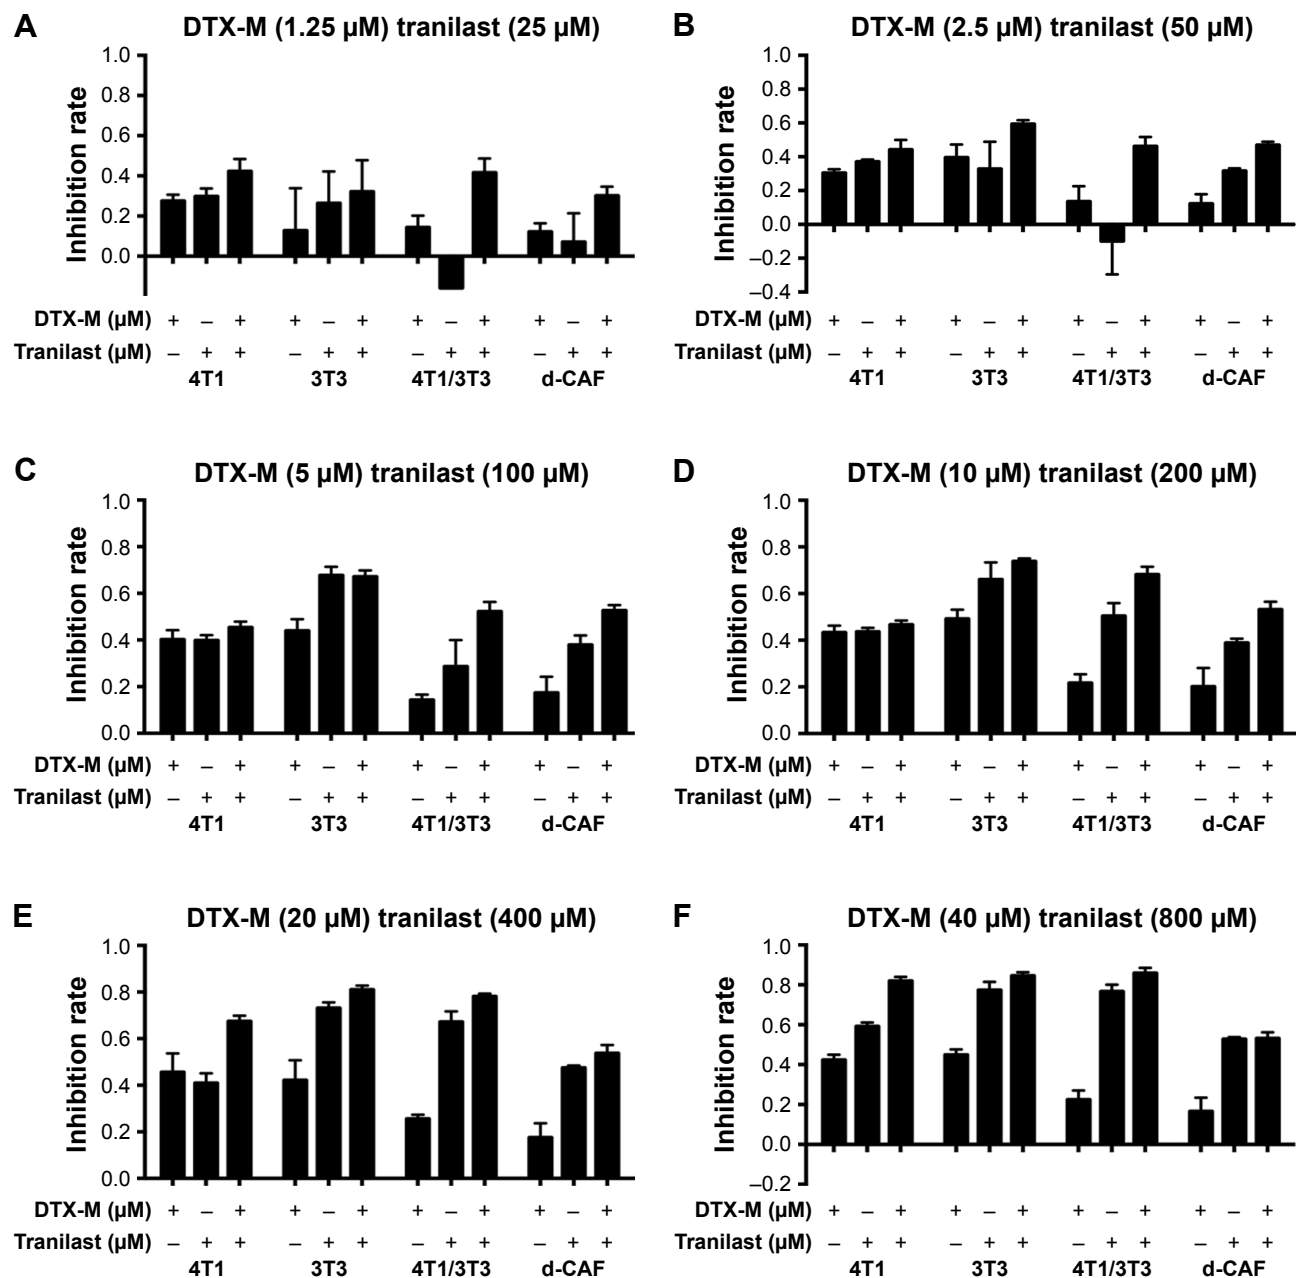 A
DTX-M (1.25 µM) tranilast (25 µM)
Inhibition rate
1.0
0.8
0.6
0.4
0.2
0.0
DTX-M (µM) + – + + – + + – + + – +
Tranilast (µM) – + + – + + – + + – + +
4T1 3T3 4T1/3T3 d-CAF
B
DTX-M (2.5 µM) tranilast (50 µM)
Inhibition rate
1.0
0.8
0.6
0.4
0.2
0.0
–0.2
–0.4
DTX-M (µM) + – + + – + + – + + – +
Tranilast (µM) – + + – + + – + + – + +
4T1 3T3 4T1/3T3 d-CAF
C
DTX-M (5 µM) tranilast (100 µM)
Inhibition rate
1.0
0.8
0.6
0.4
0.2
0.0
DTX-M (µM) + – + + – + + – + + – +
Tranilast (µM) – + + – + + – + + – + +
4T1 3T3 4T1/3T3 d-CAF
D
DTX-M (10 µM) tranilast (200 µM)
Inhibition rate
1.0
0.8
0.6
0.4
0.2
0.0
DTX-M (µM) + – + + – + + – + + – +
Tranilast (µM) – + + – + + – + + – + +
4T1 3T3 4T1/3T3 d-CAF
E
DTX-M (20 µM) tranilast (400 µM)
Inhibition rate
1.0
0.8
0.6
0.4
0.2
0.0
DTX-M (µM) + – + + – + + – + + – +
Tranilast (µM) – + + – + + – + + – + +
4T1 3T3 4T1/3T3 d-CAF
F
DTX-M (40 µM) tranilast (800 µM)
Inhibition rate
1.0
0.8
0.6
0.4
0.2
0.0
–0.2
DTX-M (µM) + – + + – + + – + + – +
Tranilast (µM) – + + – + + – + + – + +
4T1 3T3 4T1/3T3 d-CAF